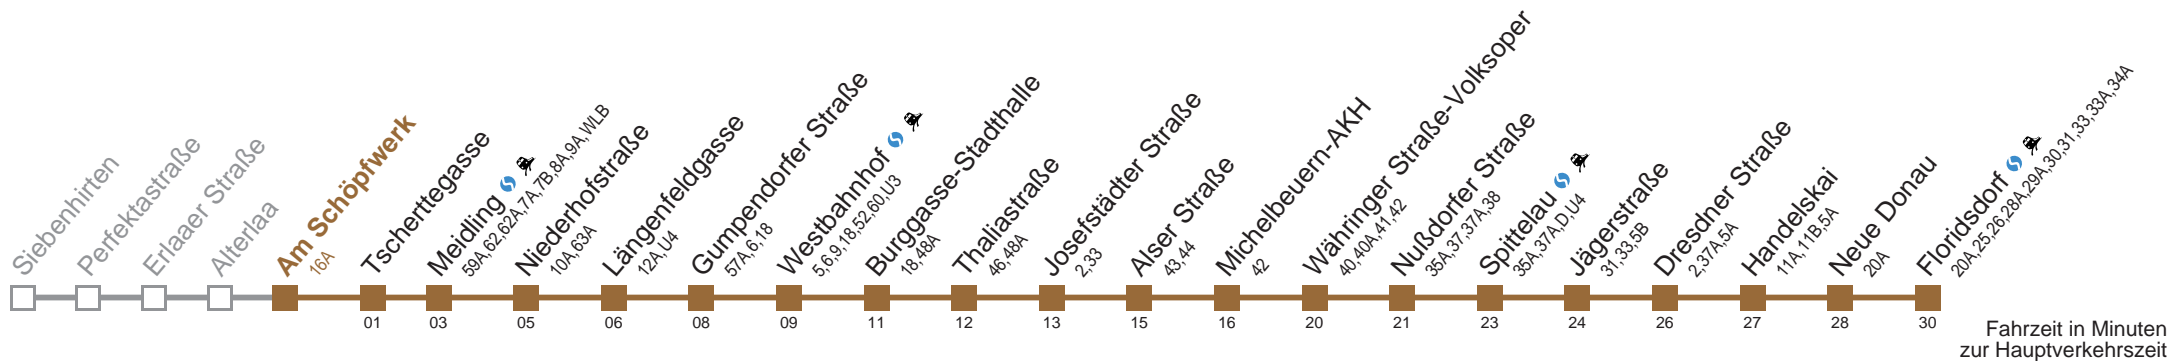 Siebenhirten
Perfektastraße
Erlaaer Straße
Alterlaa
Am Schöpfwerk
16A
Tscherttegasse
Meidling
59A,62,62A,7A,7B,8A,9A,WLB
Niederhofstraße
10A,63A
Längenfeldgasse
12A,U4
Gumpendorfer Straße
57A,6,18
Westbahnhof
5,6,9,18,52,60,U3
Burggasse-Stadthalle
18,48A
Thaliastraße
46,48A
Josefstädter Straße
2,33
Alser Straße
43,44
Michelbeuern-AKH
42
Währinger Straße-Volksoper
40,40A,41,42
Nußdorfer Straße
35A,37,37A,38
Spittelau
35A,37A,D,U4
Jägerstraße
31,33,5B
Dresdner Straße
2,37A,5A
Handelskai
11A,11B,5A
Neue Donau
20A
Floridsdorf
20A,25,26,28A,29A,30,31,33,33A,34A
01 03 05 06 08 09 11 12 13 15 16 20 21 23 24 26 27 28 30
Fahrzeit in Minuten
zur Hauptverkehrszeit